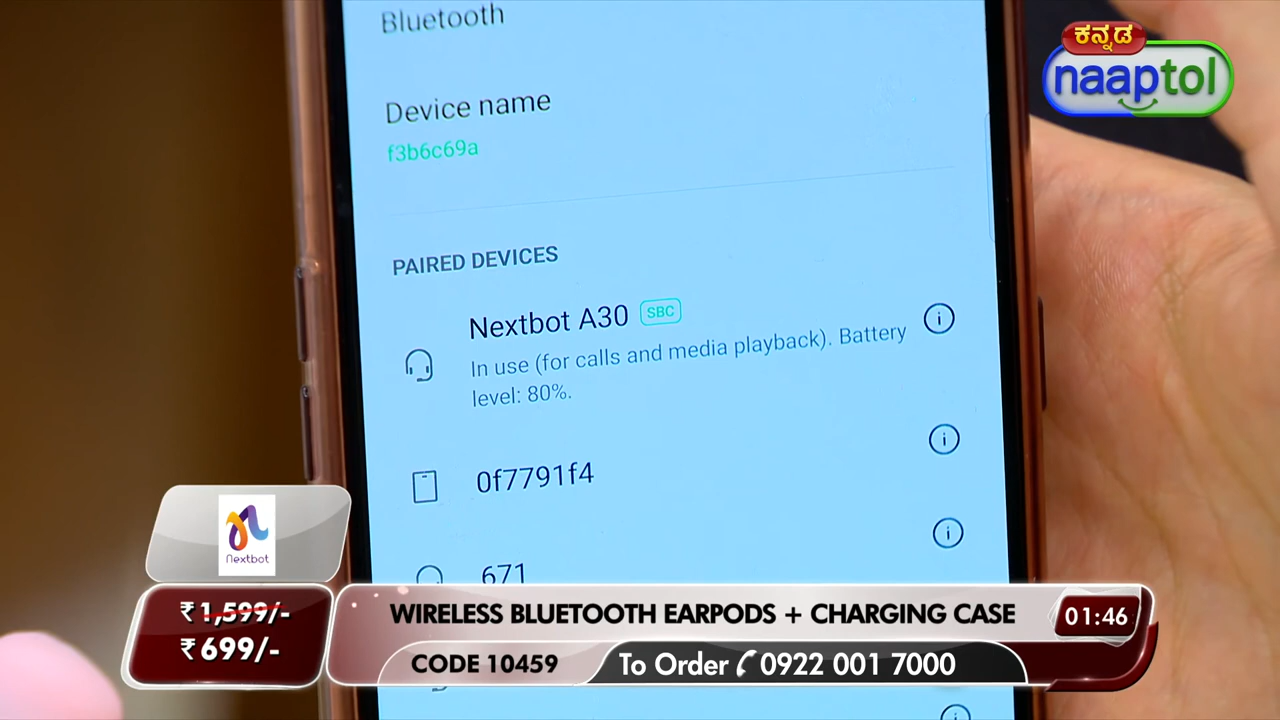 Bluetooth
ಕನ್ನಡ
naaptol
Device name
f3b6c69a
PAIRED DEVICES
Nextbot A30 SBC
In use (for calls and media playback). Battery
level: 80%.
0f7791f4
671
Nextbot
₹1,599/-
₹699/-
WIRELESS BLUETOOTH EARPODS + CHARGING CASE
01:46
CODE 10459
To Order 0922 001 7000